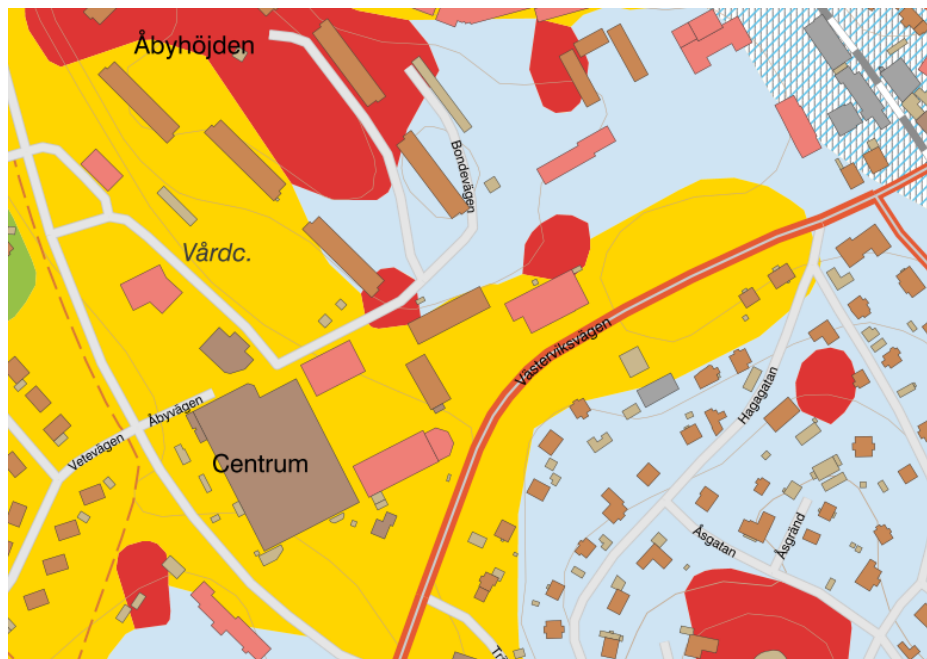 Åbyhöjden
Bondevägen
Vårdc.
Västerviksvägen
Hagagatan
Åbyvägen
Vetevägen
Centrum
Åsgatan
Åsgränd